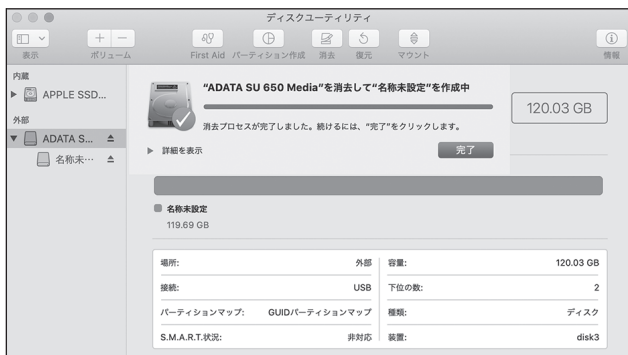 ディスクユーティリティ
表示
ボリューム
First Aid
パーティション作成
消去
復元
マウント
情報
内蔵
APPLE SSD...
外部
ADATA S...
名称未…
"ADATA SU 650 Media"を消去して"名称未設定"を作成中
消去プロセスが完了しました。続けるには、"完了"をクリックします。
詳細を表示
完了
120.03 GB
名称未設定
119.69 GB
場所: 外部
容量: 120.03 GB
接続: USB
下位の数: 2
パーティションマップ: GUIDパーティションマップ
種類: ディスク
S.M.A.R.T.状況: 非対応
装置: disk3